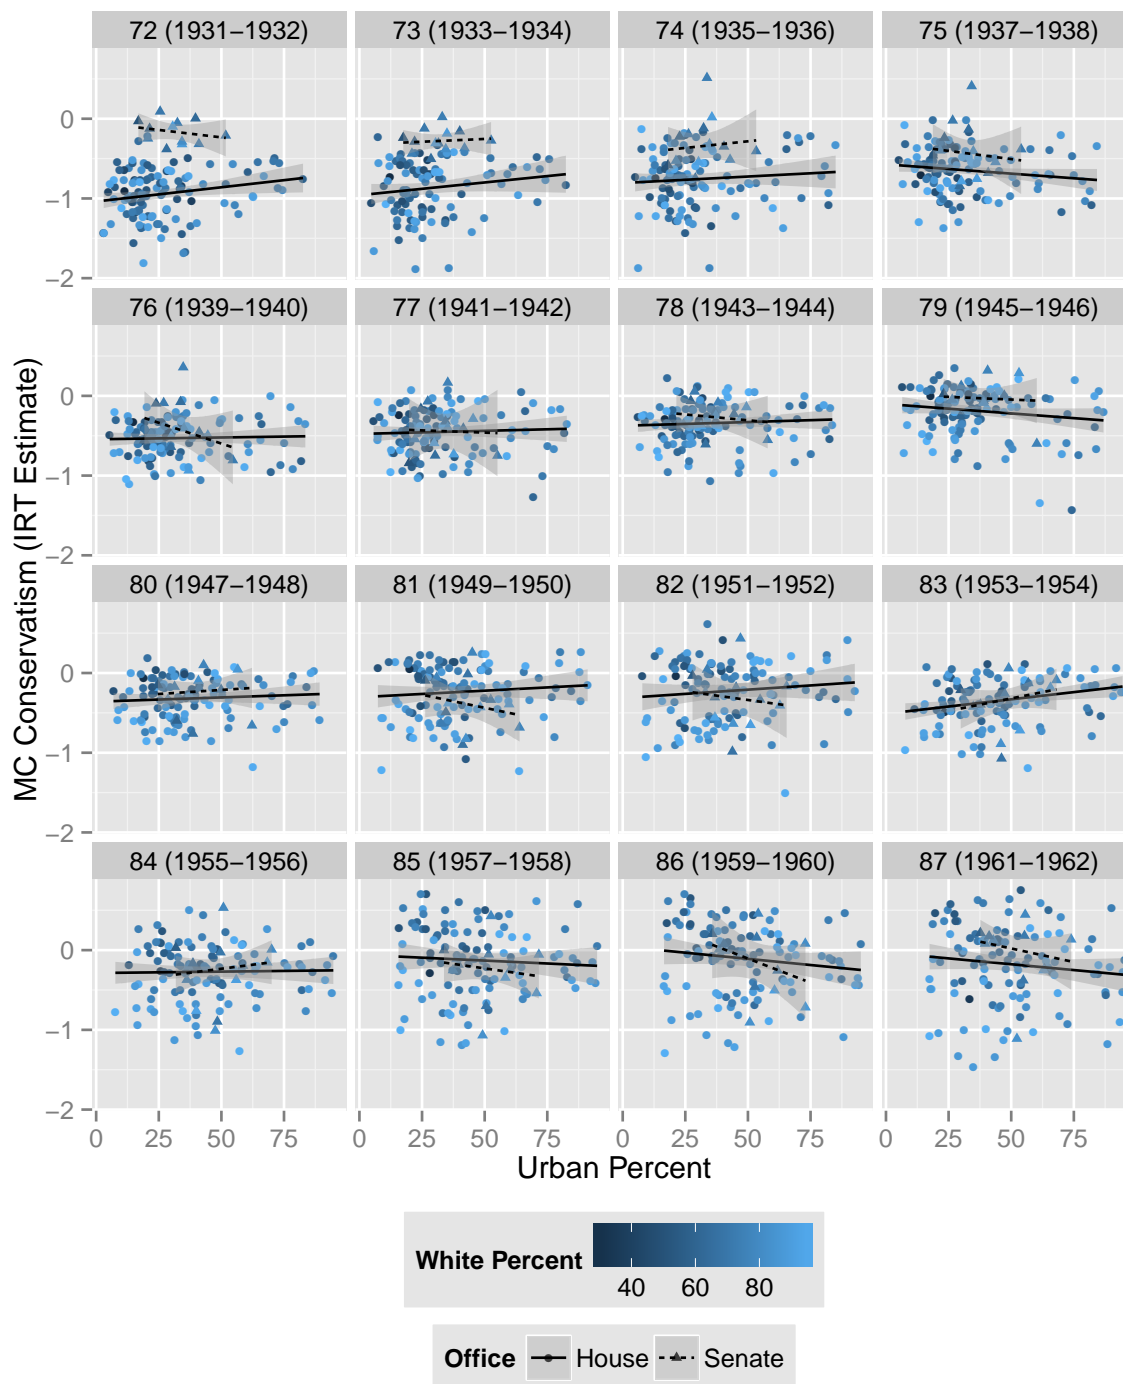 72 (1931−1932) 73 (1933−1934) 74 (1935−1936) 75 (1937−1938)
0
−1
−2
76 (1939−1940) 77 (1941−1942) 78 (1943−1944) 79 (1945−1946)
0
−1
−2
80 (1947−1948) 81 (1949−1950) 82 (1951−1952) 83 (1953−1954)
0
−1
−2
84 (1955−1956) 85 (1957−1958) 86 (1959−1960) 87 (1961−1962)
0
−1
−2
0 25 50 75 0 25 50 75 0 25 50 75 0 25 50 75
Urban Percent
MC Conservatism (IRT Estimate)
White Percent
40 60 80
Office House Senate